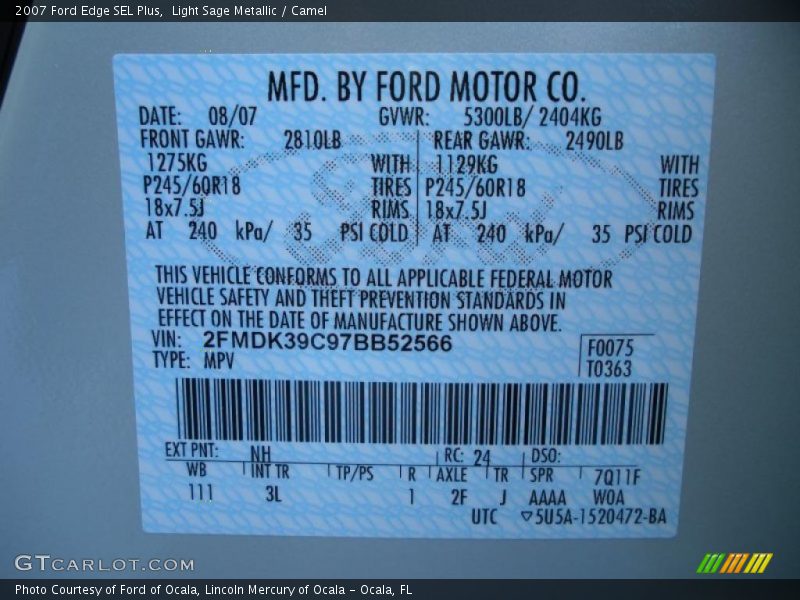 2007 Ford Edge SEL Plus,  Light Sage Metallic / Camel
MFD. BY FORD MOTOR CO.
DATE: 08/07 GVWR: 5300LB/ 2404KG
FRONT GAWR: 2810LB REAR GAWR: 2490LB
1275KG WITH 1129KG WITH
P245/60R18 TIRES P245/60R18 TIRES
18x7.5J RIMS 18x7.5J RIMS
AT 240 kPa/ 35 PSI COLD AT 240 kPa/ 35 PSI COLD
THIS VEHICLE CONFORMS TO ALL APPLICABLE FEDERAL MOTOR
VEHICLE SAFETY AND THEFT PREVENTION STANDARDS IN
EFFECT ON THE DATE OF MANUFACTURE SHOWN ABOVE.
VIN: 2FMDK39C97BB52566 F0075
TYPE: MPV T0363
EXT PNT: NH RC: 24 DSO:
WB INT TR TP/PS R AXLE TR SPR 7Q11F
111 3L 1 2F J AAAA W0A
UTC ▽5U5A-1520472-BA
GTCARLOT.COM
Photo Courtesy of Ford of Ocala, Lincoln Mercury of Ocala - Ocala, FL